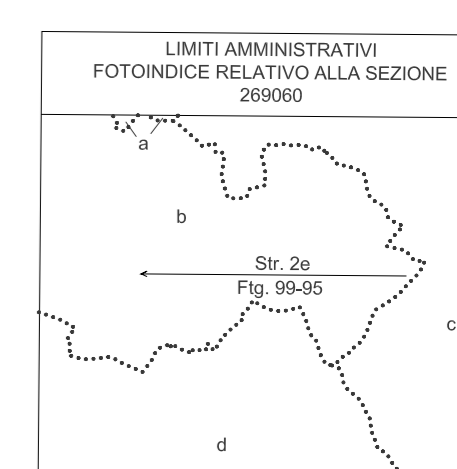 LIMITI AMMINISTRATIVI
FOTOINDICE RELATIVO ALLA SEZIONE
269060
a
b
Str. 2e
Ftg. 99-95
c
d